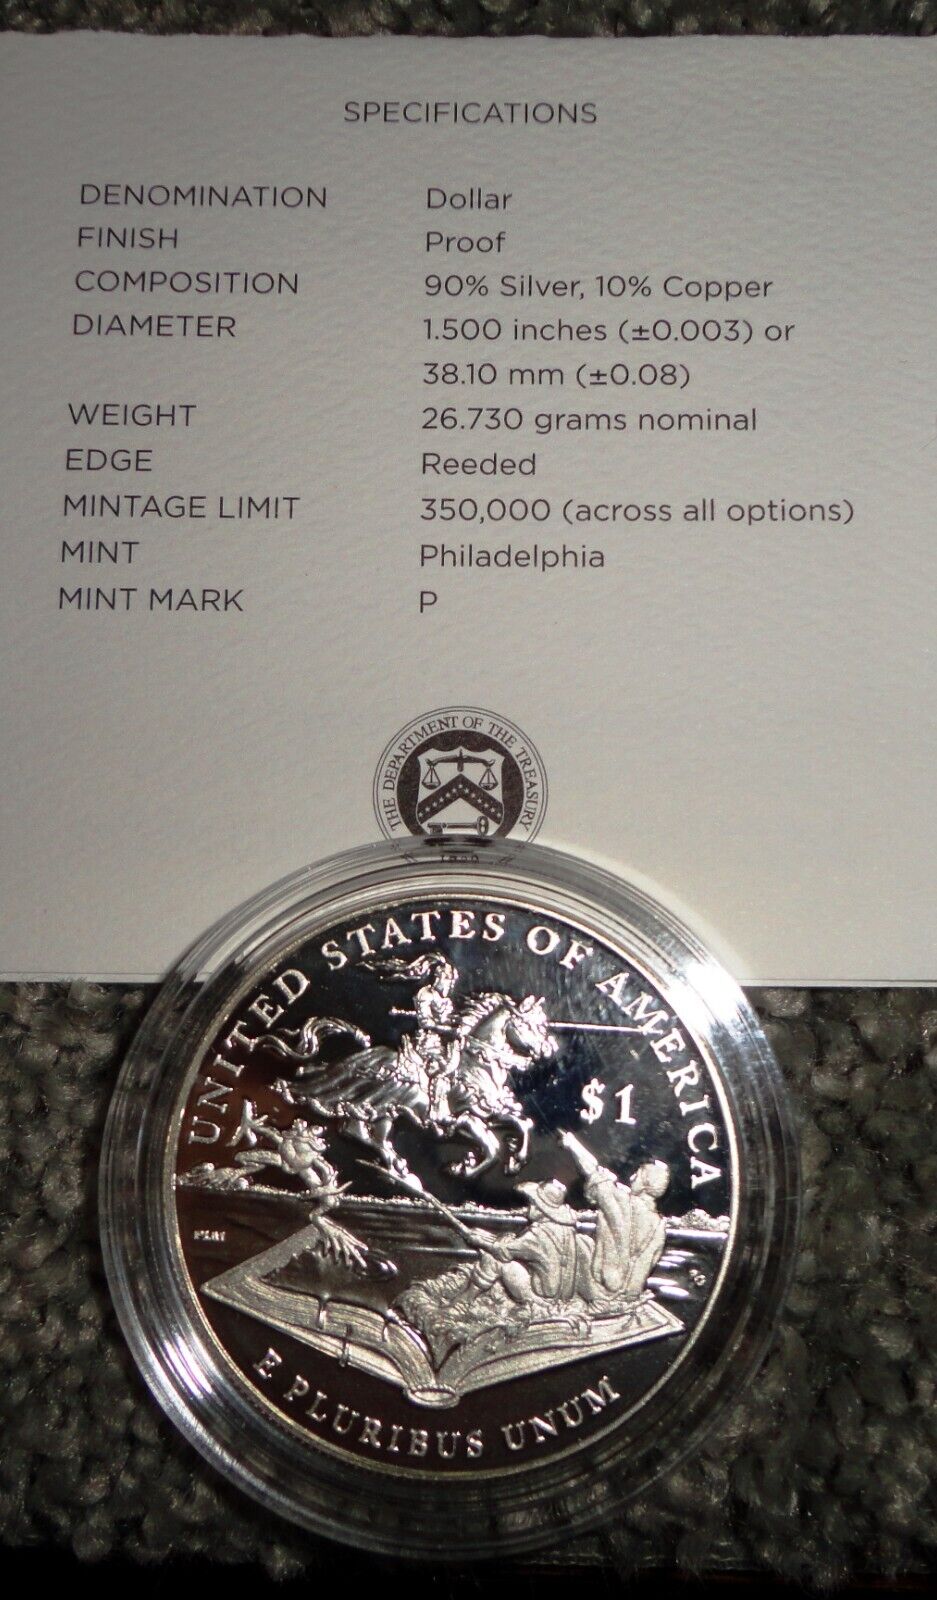 SPECIFICATIONS
DENOMINATION Dollar
FINISH Proof
COMPOSITION 90% Silver, 10% Copper
DIAMETER 1.500 inches (±0.003) or
38.10 mm (±0.08)
WEIGHT 26.730 grams nominal
EDGE Reeded
MINTAGE LIMIT 350,000 (across all options)
MINT Philadelphia
MINT MARK P
THE DEPARTMENT OF THE TREASURY
UNITED STATES OF AMERICA
$1
E PLURIBUS UNUM